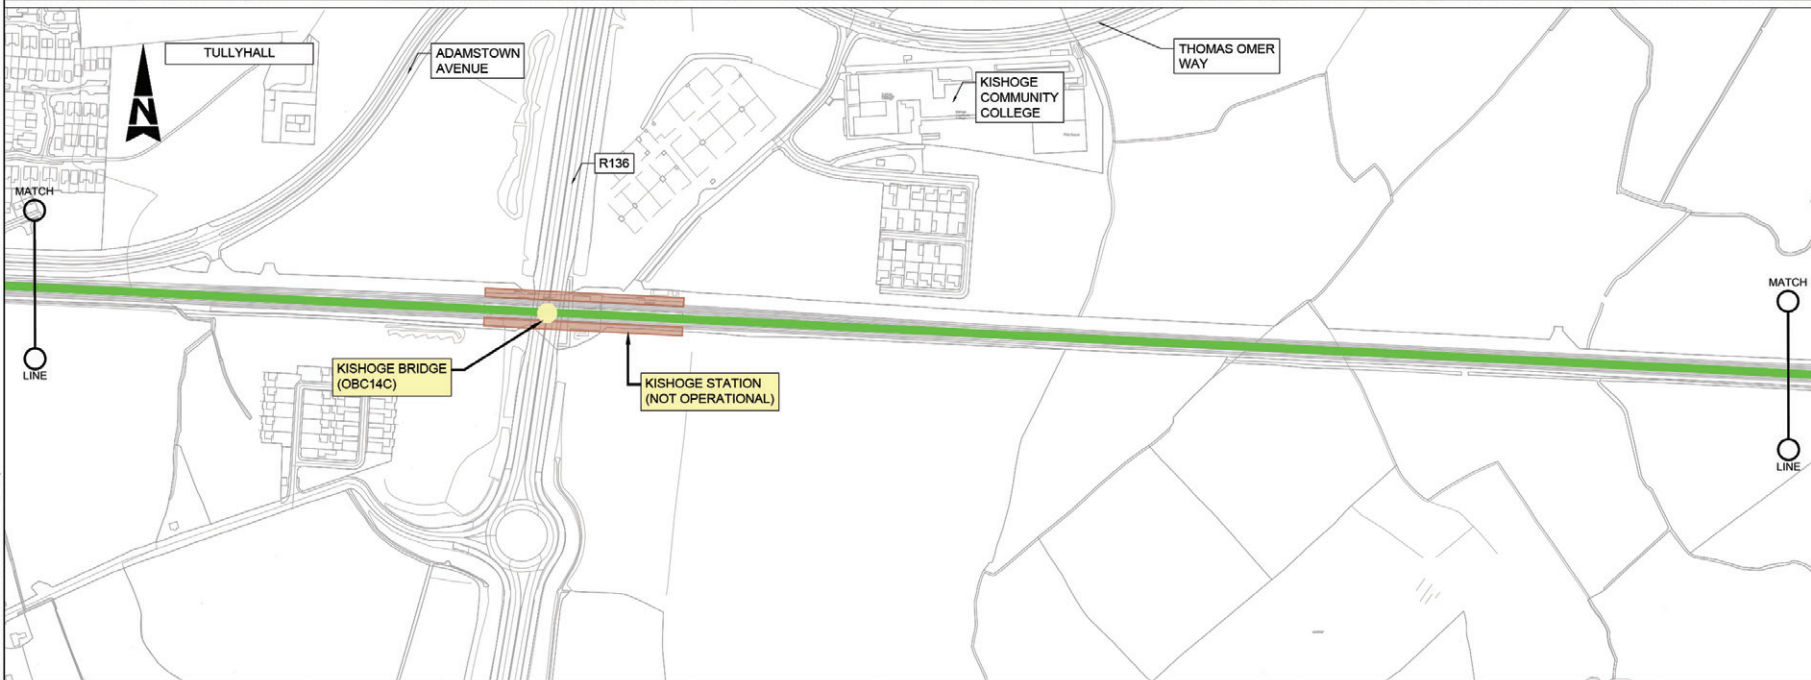 TULLYHALL
ADAMSTOWN
AVENUE
THOMAS OMER
WAY
KISHOGE
COMMUNITY
COLLEGE
N
R136
MATCH
LINE
MATCH
LINE
KISHOGE BRIDGE
(OBC14C)
KISHOGE STATION
(NOT OPERATIONAL)